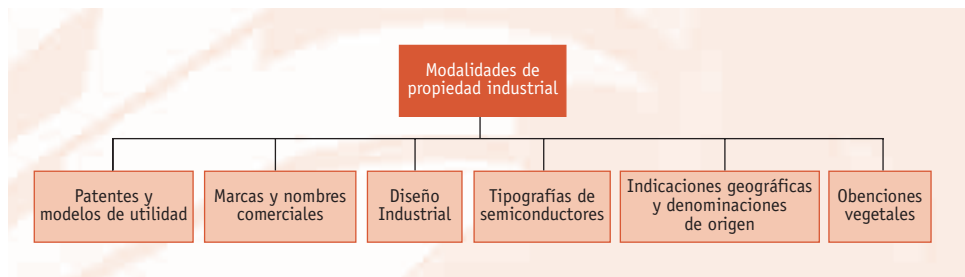 Modalidades de
propiedad industrial
Patentes y
modelos de utilidad
Marcas y nombres
comerciales
Diseño
Industrial
Tipografías de
semiconductores
Indicaciones geográficas
y denominaciones
de origen
Obenciones
vegetales